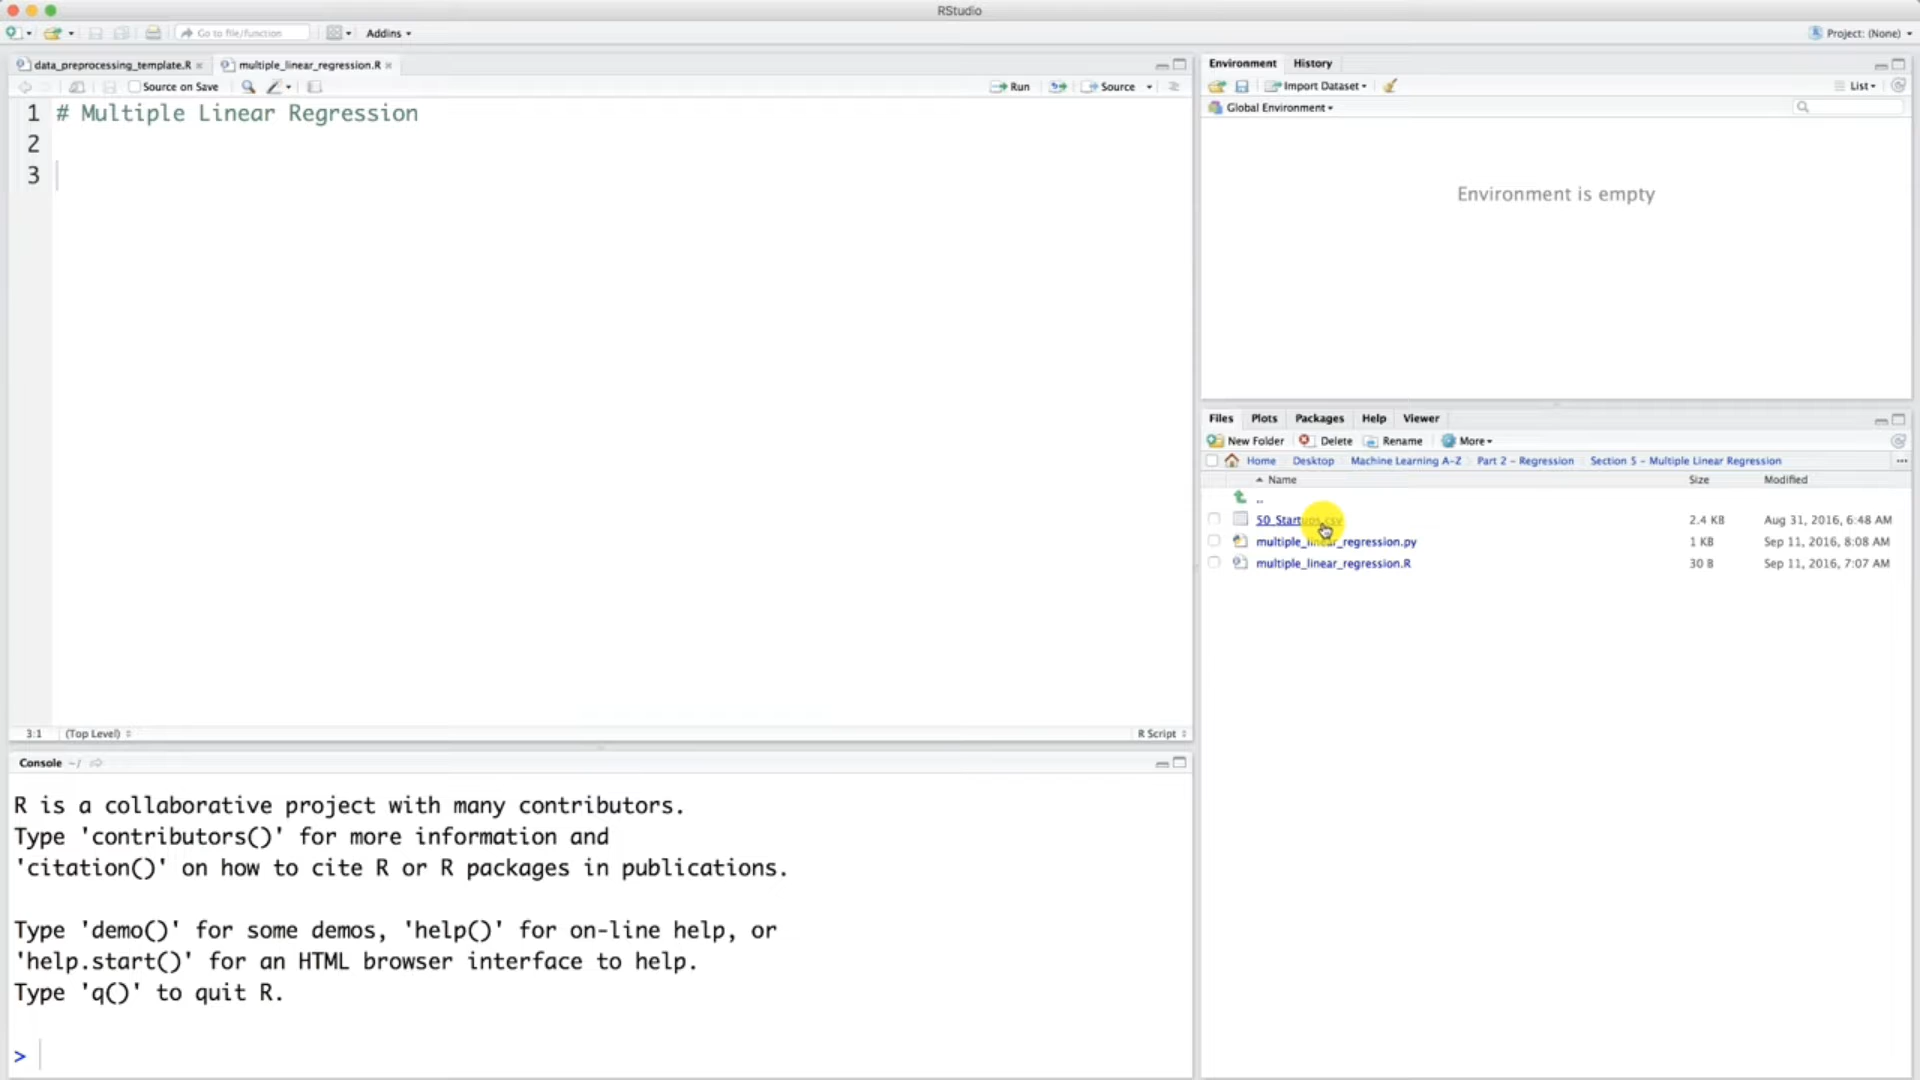 RStudio
Go to file/function
Addins
Project: (None)
data_preprocessing_template.R
multiple_linear_regression.R
Source on Save
Run
Source
1 # Multiple Linear Regression
2
3
3:1
(Top Level)
R Script
Console ~/
R is a collaborative project with many contributors.
Type 'contributors()' for more information and
'citation()' on how to cite R or R packages in publications.
Type 'demo()' for some demos, 'help()' for on-line help, or
'help.start()' for an HTML browser interface to help.
Type 'q()' to quit R.
>
Environment
History
Import Dataset
List
Global Environment
Environment is empty
Files
Plots
Packages
Help
Viewer
New Folder
Delete
Rename
More
Home
Desktop
Machine Learning A-Z
Part 2 - Regression
Section 5 - Multiple Linear Regression
...
Name
Size
Modified
..
50_Startups.csv 2.4 KB Aug 31, 2016, 6:48 AM
multiple_linear_regression.py 1 KB Sep 11, 2016, 8:08 AM
multiple_linear_regression.R 30 B Sep 11, 2016, 7:07 AM